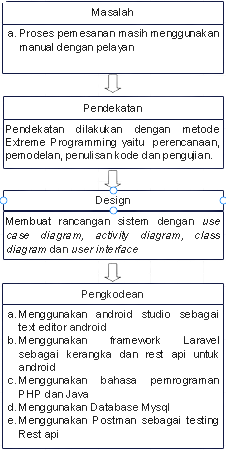 Masalah
a. Proses pemesanan masih menggunakan
manual dengan pelayan
Pendekatan
Pendekatan dilakukan dengan metode
Extreme Programming yaitu perencanaan,
pemodelan, penulisan kode dan pengujian.
Design
Membuat rancangan sistem dengan use
case diagram, activity diagram, class
diagram dan user interface
Pengkodean
a. Menggunakan android studio sebagai
text editor android
b. Menggunakan framework Laravel
sebagai kerangka dan rest api untuk
android
c. Menggunakan bahasa pemrograman
PHP dan Java
d. Menggunakan Database Mysql
e. Menggunakan Postman sebagai testing
Rest api